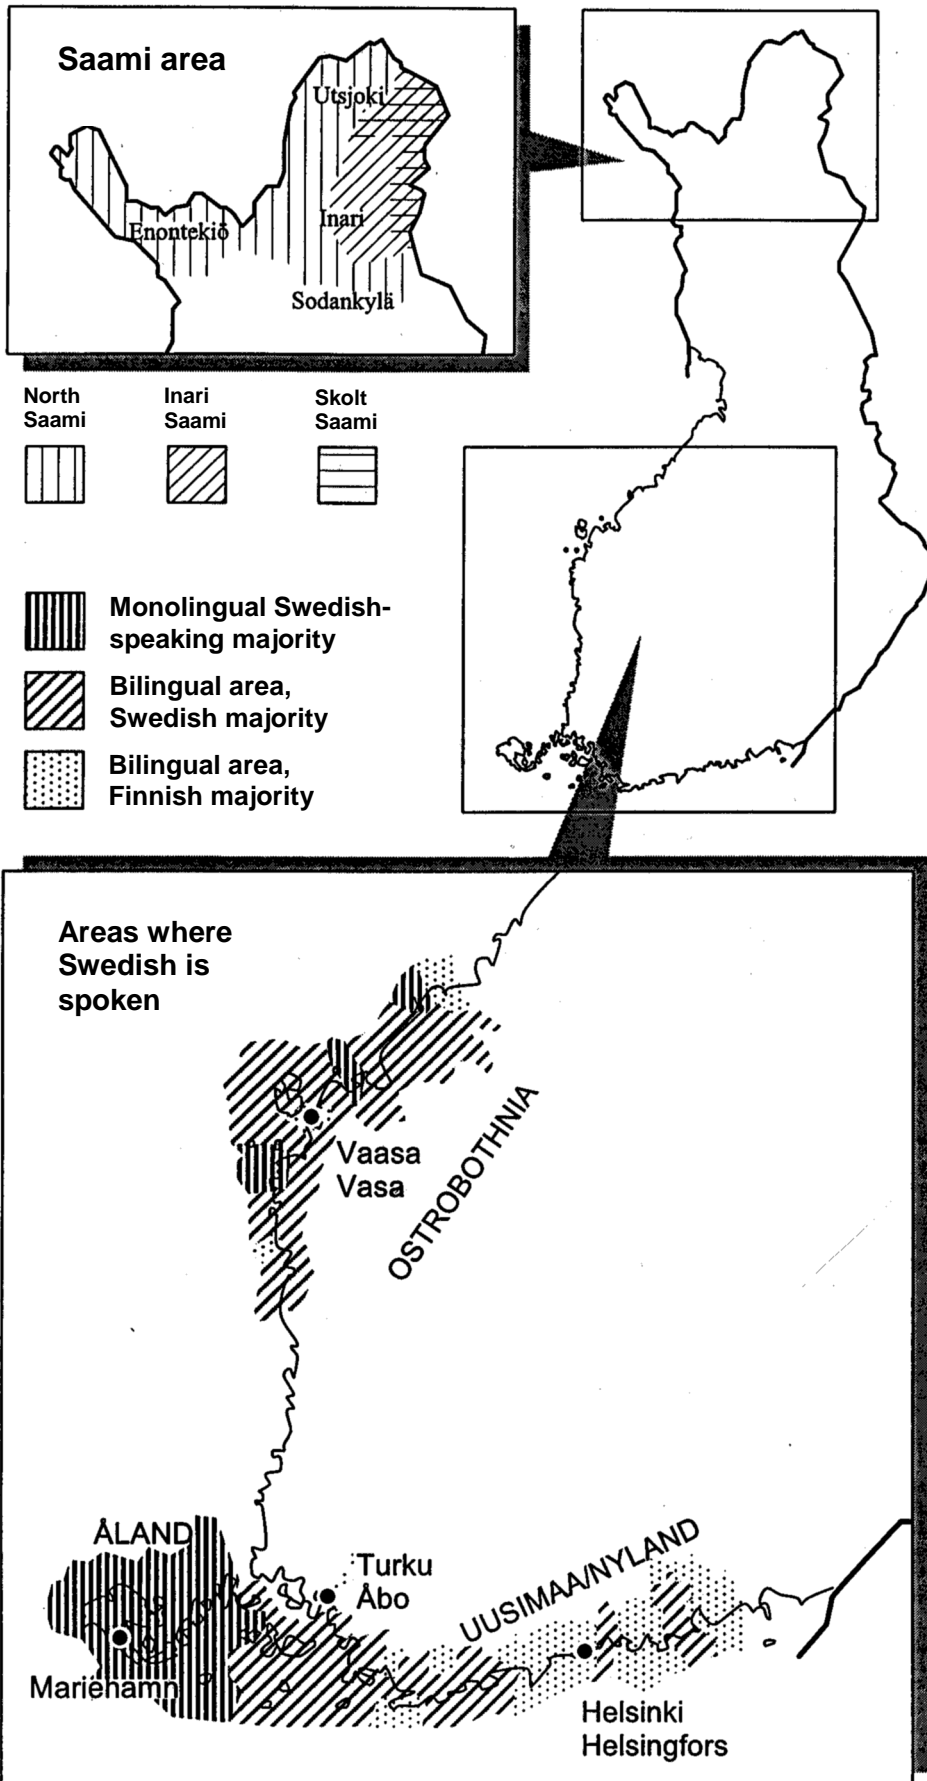 Saami area
Utsjoki
Enontekiö
Inari
Sodankylä
North
Saami
Inari
Saami
Skolt
Saami
Monolingual Swedish-
speaking majority
Bilingual area,
Swedish majority
Bilingual area,
Finnish majority
Areas where
Swedish is
spoken
Vaasa
Vasa
OSTROBOTHNIA
ÅLAND
Turku
Åbo
UUSIMAA/NYLAND
Mariehamn
Helsinki
Helsingfors